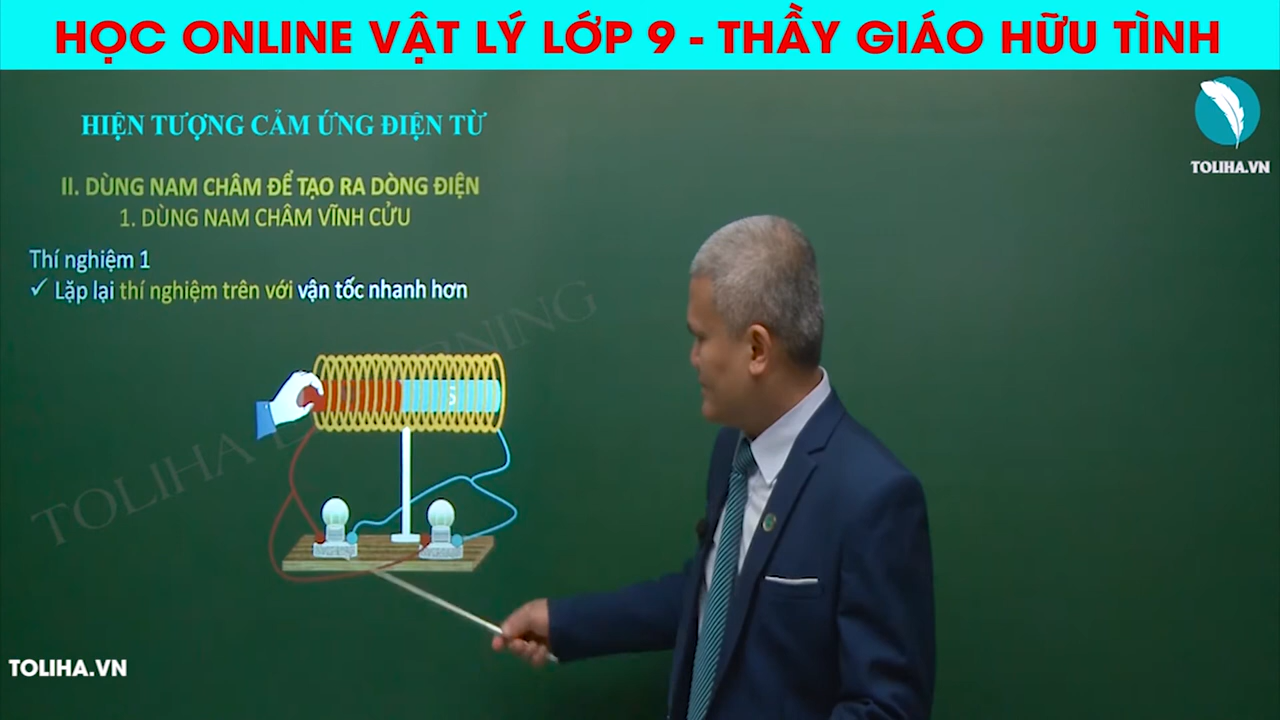 HỌC ONLINE VẬT LÝ LỚP 9 - THẦY GIÁO HỮU TÌNH
TOLIHA.VN
HIỆN TƯỢNG CẢM ỨNG ĐIỆN TỪ
II. DÙNG NAM CHÂM ĐỂ TẠO RA DÒNG ĐIỆN
1. DÙNG NAM CHÂM VĨNH CỬU
Thí nghiệm 1
✓ Lặp lại thí nghiệm trên với vận tốc nhanh hơn
S
TOLIHA.VN